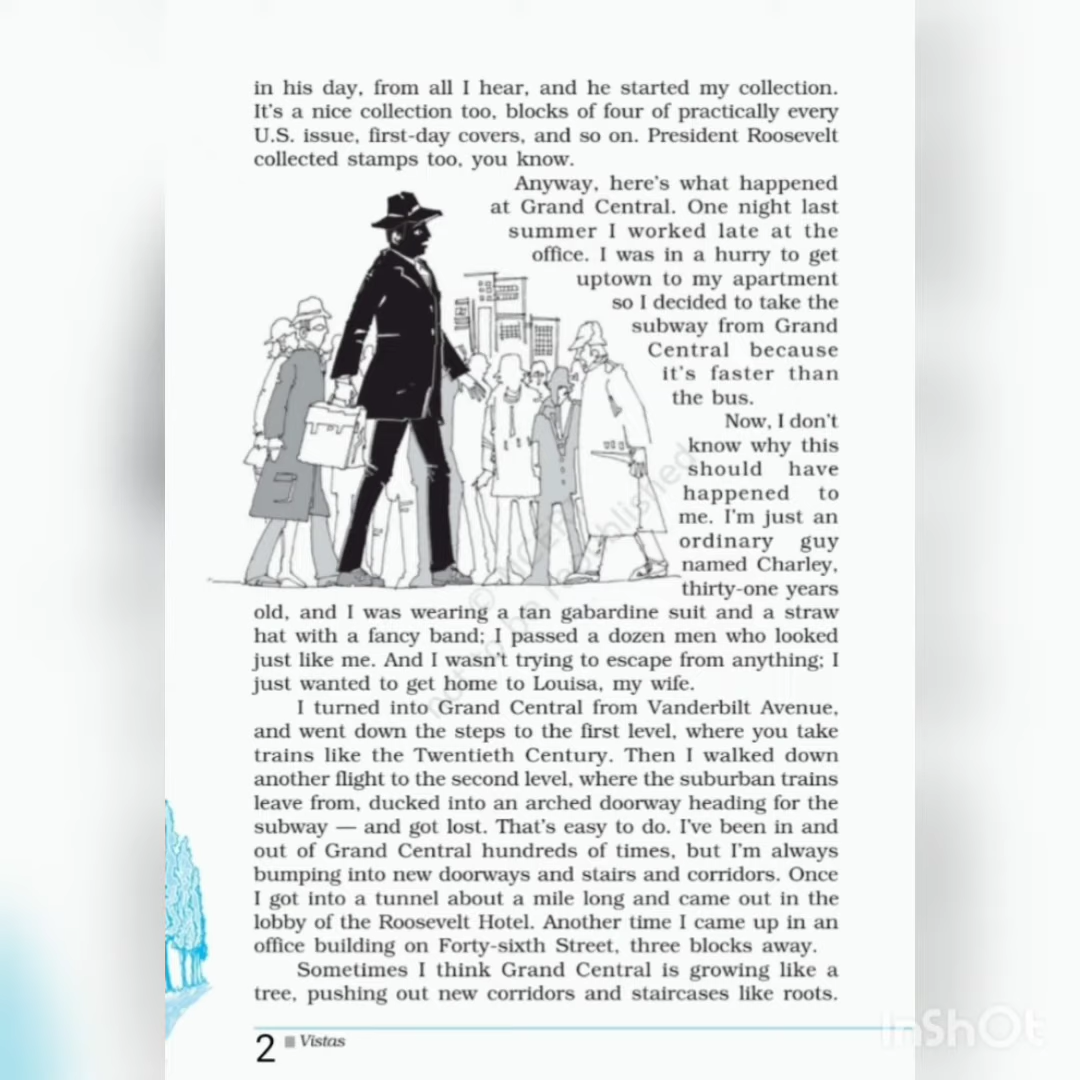 in his day, from all I hear, and he started my collection.
It's a nice collection too, blocks of four of practically every
U.S. issue, first-day covers, and so on. President Roosevelt
collected stamps too, you know.
Anyway, here's what happened
at Grand Central. One night last
summer I worked late at the
office. I was in a hurry to get
uptown to my apartment
so I decided to take the
subway from Grand
Central because
it's faster than
the bus.
Now, I don't
know why this
should have
happened to
me. I'm just an
ordinary guy
named Charley,
thirty-one years
old, and I was wearing a tan gabardine suit and a straw
hat with a fancy band; I passed a dozen men who looked
just like me. And I wasn't trying to escape from anything; I
just wanted to get home to Louisa, my wife.
I turned into Grand Central from Vanderbilt Avenue,
and went down the steps to the first level, where you take
trains like the Twentieth Century. Then I walked down
another flight to the second level, where the suburban trains
leave from, ducked into an arched doorway heading for the
subway — and got lost. That's easy to do. I've been in and
out of Grand Central hundreds of times, but I'm always
bumping into new doorways and stairs and corridors. Once
I got into a tunnel about a mile long and came out in the
lobby of the Roosevelt Hotel. Another time I came up in an
office building on Forty-sixth Street, three blocks away.
Sometimes I think Grand Central is growing like a
tree, pushing out new corridors and staircases like roots.
2 Vistas
InShOt